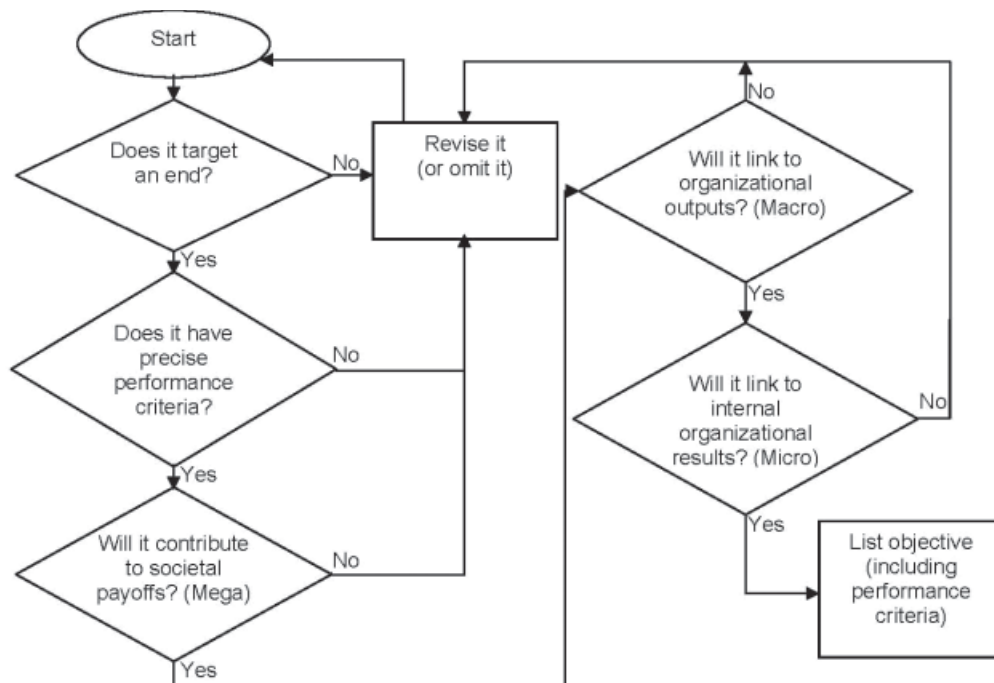 Start
Does it target
an end?
No
Yes
Revise it
(or omit it)
Does it have
precise
performance
criteria?
No
Yes
Will it contribute
to societal
payoffs? (Mega)
No
Yes
No
Will it link to
organizational
outputs? (Macro)
Yes
Will it link to
internal
organizational
results? (Micro)
No
Yes
List objective
(including
performance
criteria)